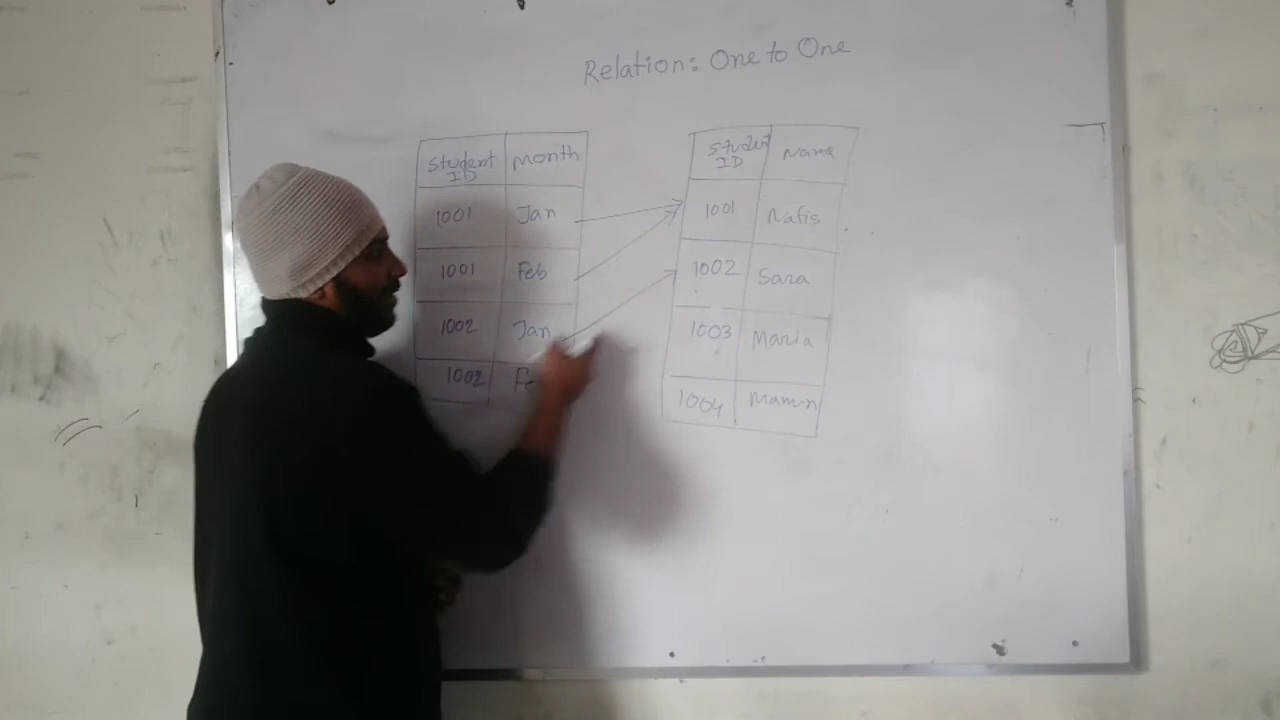 Relation: One to One
Student ID Month
1001 Jan
1001 Feb
1002 Jan
1002
Student ID Name
1001 Nafis
1002 Sara
1003 Maria
1004 Mamun